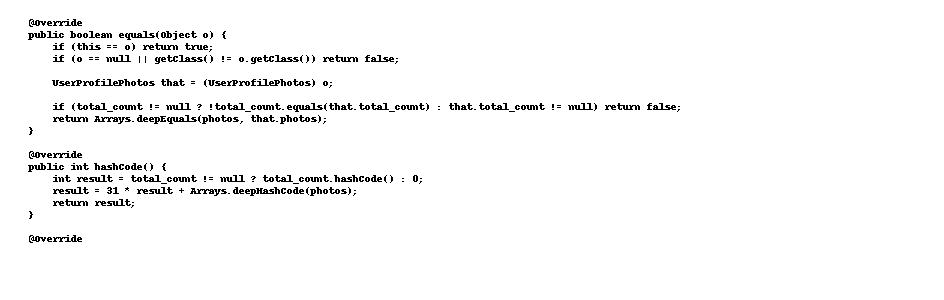 @Override
public boolean equals(Object o) {
    if (this == o) return true;
    if (o == null || getClass() != o.getClass()) return false;

    UserProfilePhotos that = (UserProfilePhotos) o;

    if (total_count != null ? !total_count.equals(that.total_count) : that.total_count != null) return false;
    return Arrays.deepEquals(photos, that.photos);
}

@Override
public int hashCode() {
    int result = total_count != null ? total_count.hashCode() : 0;
    result = 31 * result + Arrays.deepHashCode(photos);
    return result;
}

@Override